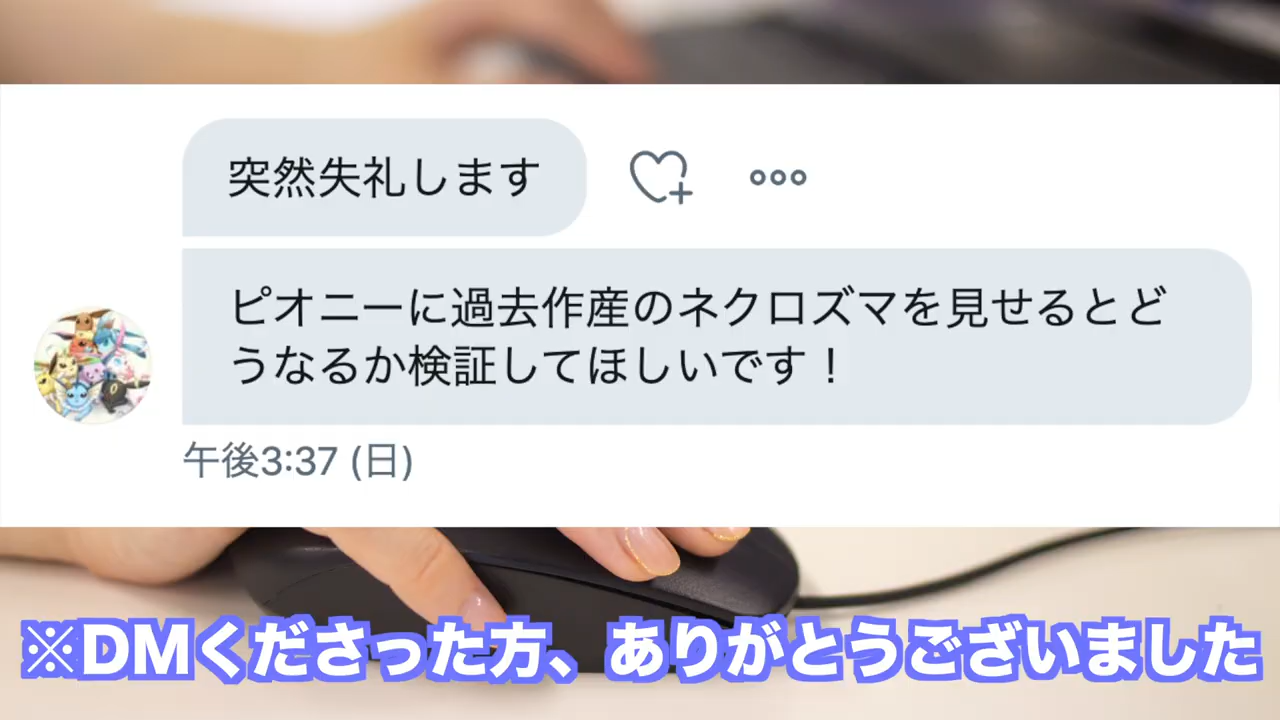 突然失礼します
ピオニーに過去作産のネクロズマを見せるとど
うなるか検証してほしいです！
午後3:37 (日)
※DMくださった方、ありがとうございました